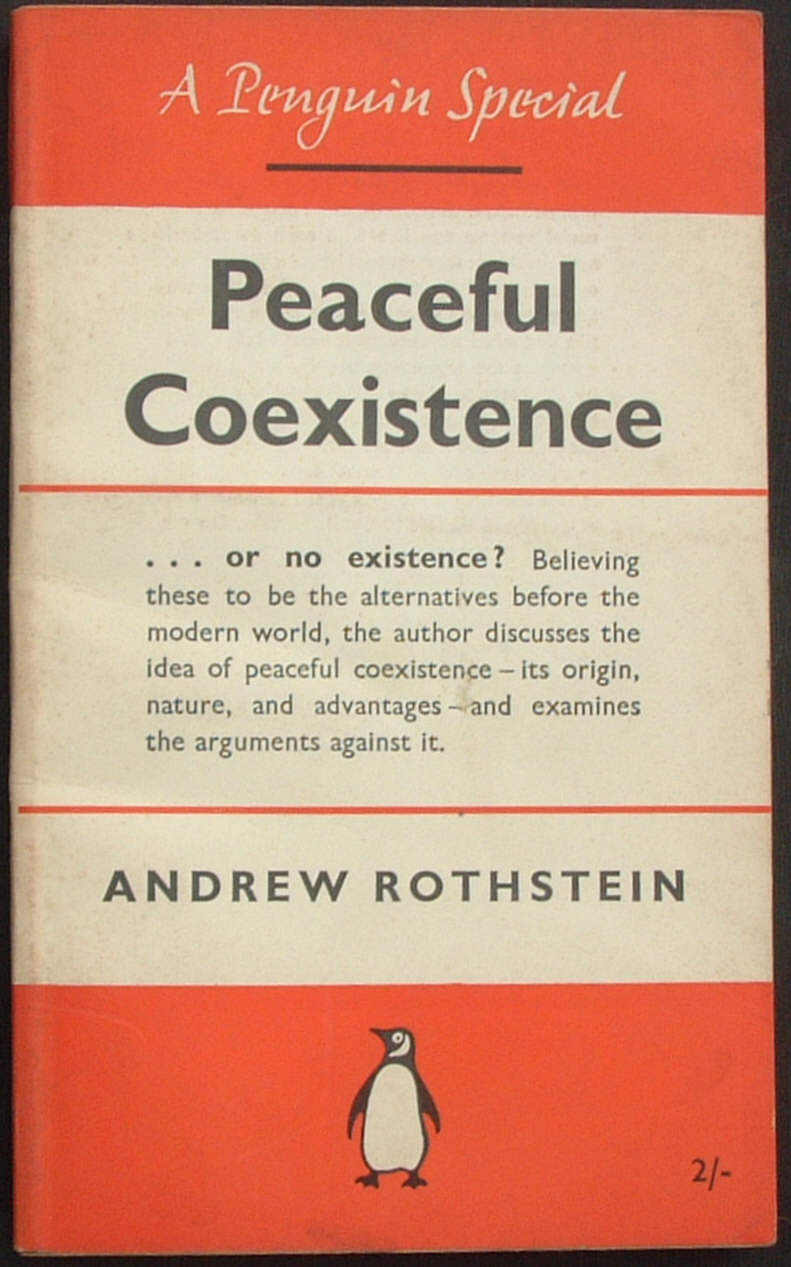 A Penguin Special
Peaceful
Coexistence
. . . or no existence? Believing
these to be the alternatives before the
modern world, the author discusses the
idea of peaceful coexistence – its origin,
nature, and advantages – and examines
the arguments against it.
ANDREW ROTHSTEIN
2/-